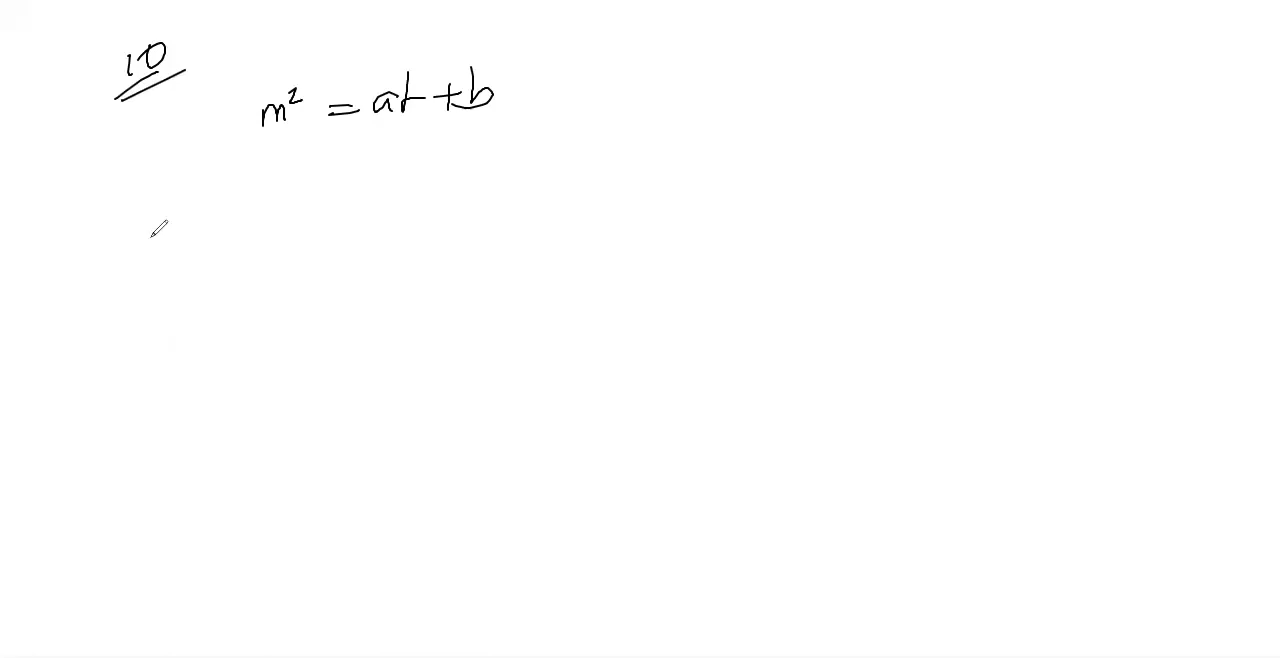 10
m² = at + b